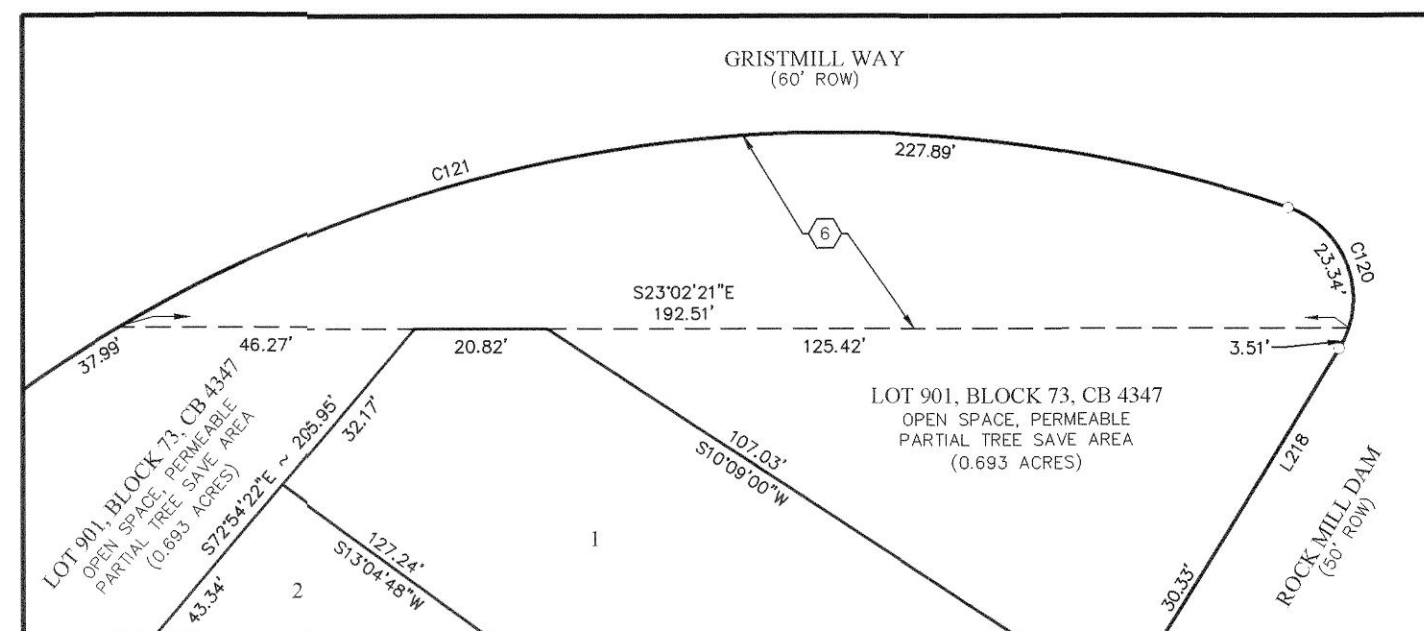 GRISTMILL WAY
(60' ROW)
C121
227.89'
6
C120
23.34'
S23°02'21"E
192.51'
37.99'
46.27'
20.82'
125.42'
3.51'
LOT 901, BLOCK 73, CB 4347
OPEN SPACE, PERMEABLE
PARTIAL TREE SAVE AREA
(0.693 ACRES)
LOT 901, BLOCK 73, CB 4347
OPEN SPACE, PERMEABLE
PARTIAL TREE SAVE AREA
(0.693 ACRES)
S72°54'22"E ~ 205.95'
32.17'
43.34'
107.03'
S10°09'00"W
127.24'
S13°04'48"W
1
2
L218
30.33'
ROCK MILL DAM
(50' ROW)